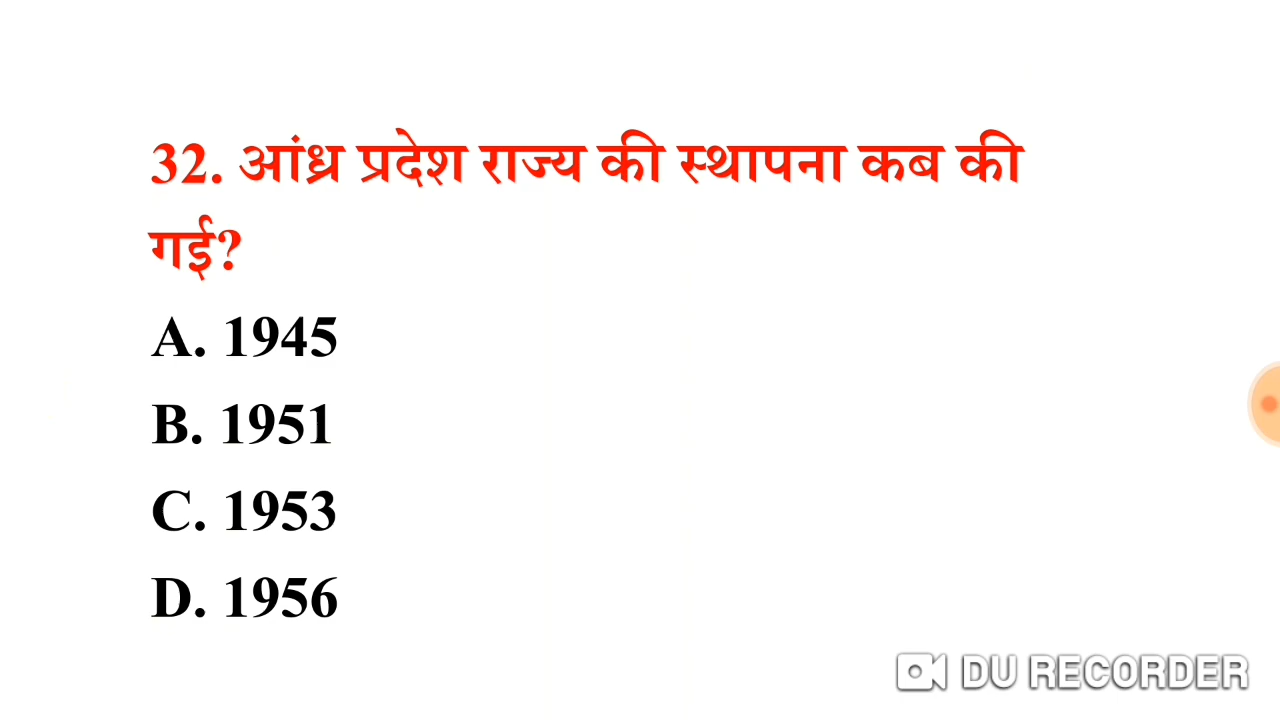 32. आंध्र प्रदेश राज्य की स्थापना कब की
गई?
A. 1945
B. 1951
C. 1953
D. 1956
DU RECORDER